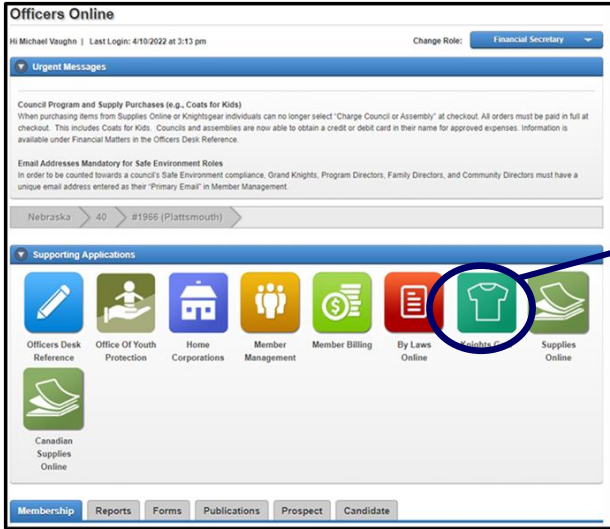 Officers Online
Hi Michael Vaughn | Last Login: 4/10/2022 at 3:13 pm
Change Role: Financial Secretary
Urgent Messages
Council Program and Supply Purchases (e.g., Coats for Kids)
When purchasing items from Supplies Online or Knightsgear individuals can no longer select "Charge Council or Assembly" at checkout. All orders must be paid in full at
checkout. This includes Coats for Kids. Councils and assemblies are now able to obtain a credit or debit card in their name for approved expenses. Information is
available under Financial Matters in the Officers Desk Reference.
Email Addresses Mandatory for Safe Environment Roles
In order to be counted towards a council's Safe Environment compliance, Grand Knights, Program Directors, Family Directors, and Community Directors must have a
unique email address entered as their "Primary Email" in Member Management.
Nebraska 40 #1966 (Plattsmouth)
Supporting Applications
Officers Desk Reference
Office Of Youth Protection
Home Corporations
Member Management
Member Billing
By Laws Online
Knights
Supplies Online
Canadian
Supplies
Online
Membership Reports Forms Publications Prospect Candidate